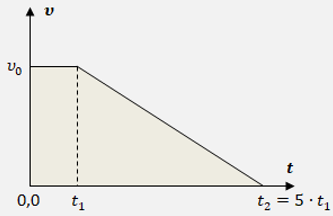 v
v₀
t
0,0
t₁
t₂ = 5 · t₁